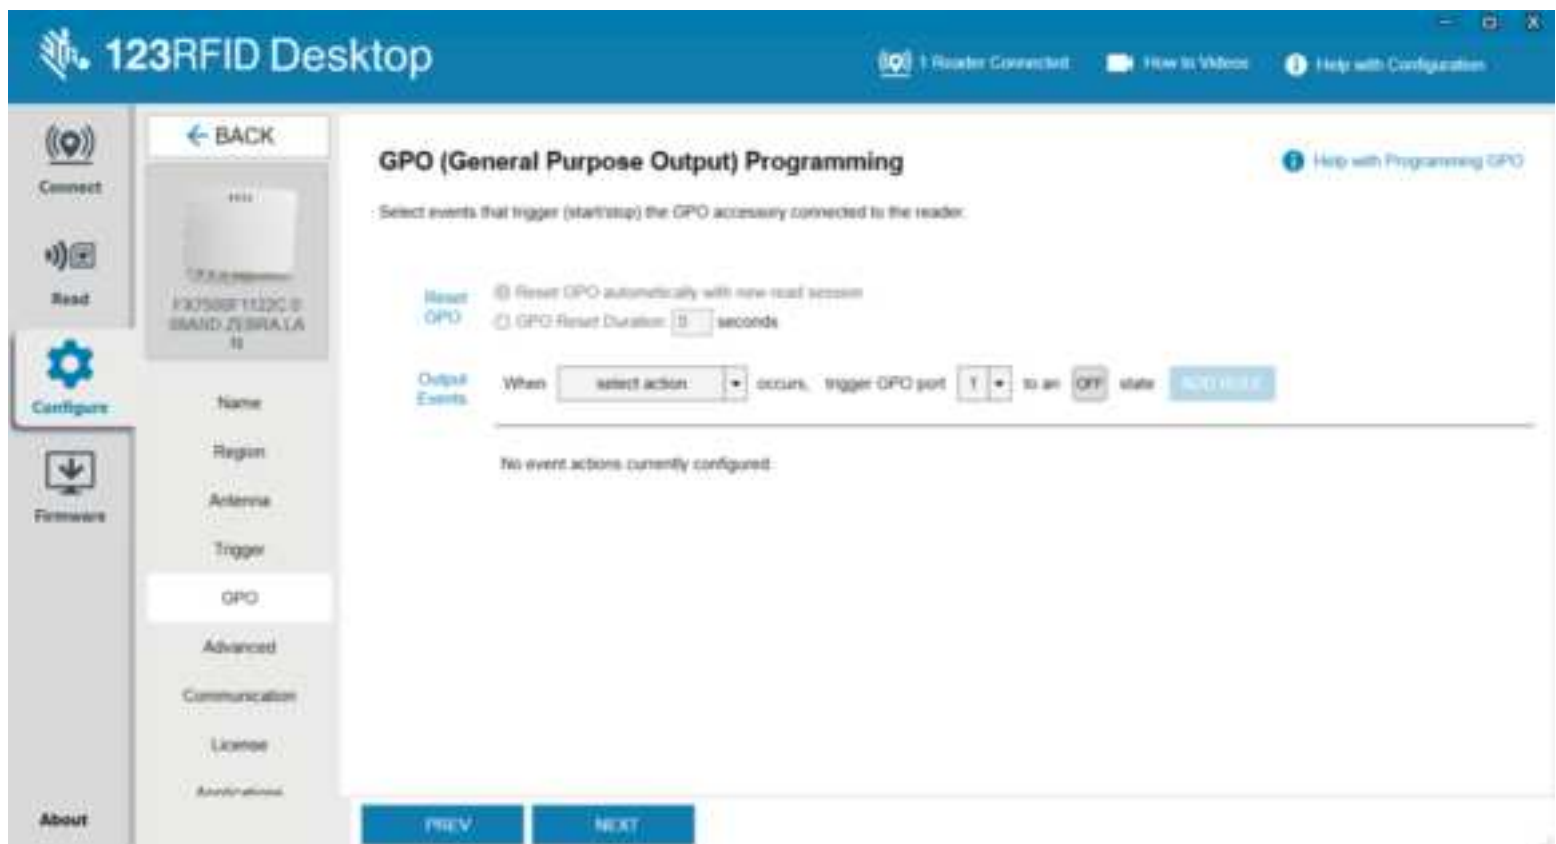 123RFID Desktop
1 Reader Connected
How to Videos
Help with Configuration
Connect
Read
Configure
Firmware
About
← BACK
Name
Region
Antenna
Trigger
GPO
Advanced
Communication
License
Applications
GPO (General Purpose Output) Programming
Help with Programming GPO
Select events that trigger (start/stop) the GPO accessory connected to the reader.
Reset GPO automatically with new read session
Reset
GPO
GPO Reset Duration 0 seconds
Output
Events
When select action occurs, trigger GPO port 1 to an OFF state ADD RULE
No event actions currently configured.
PREV NEXT